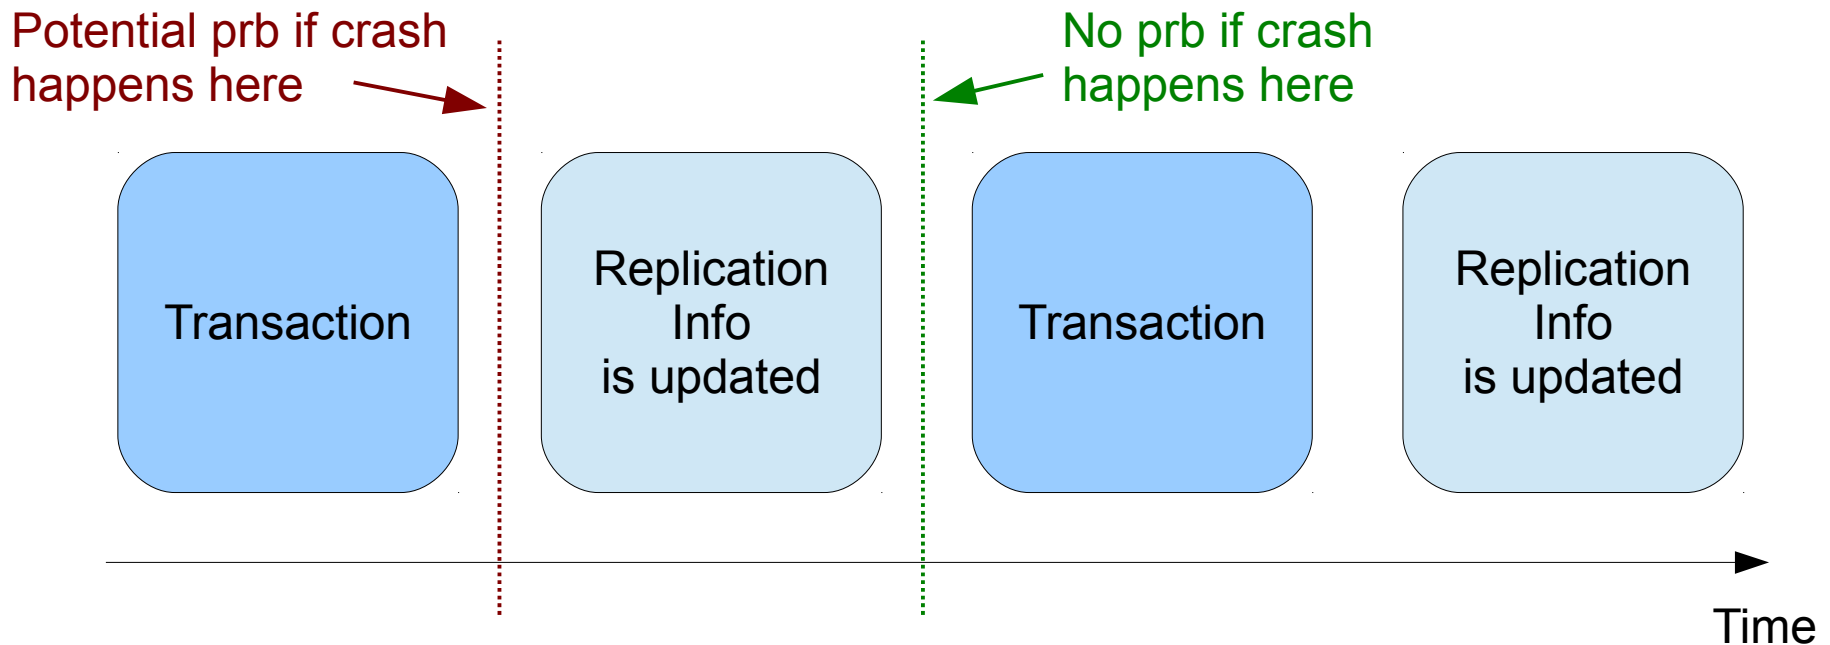 Potential prb if crash
happens here
No prb if crash
happens here
Transaction
Replication
Info
is updated
Transaction
Replication
Info
is updated
Time